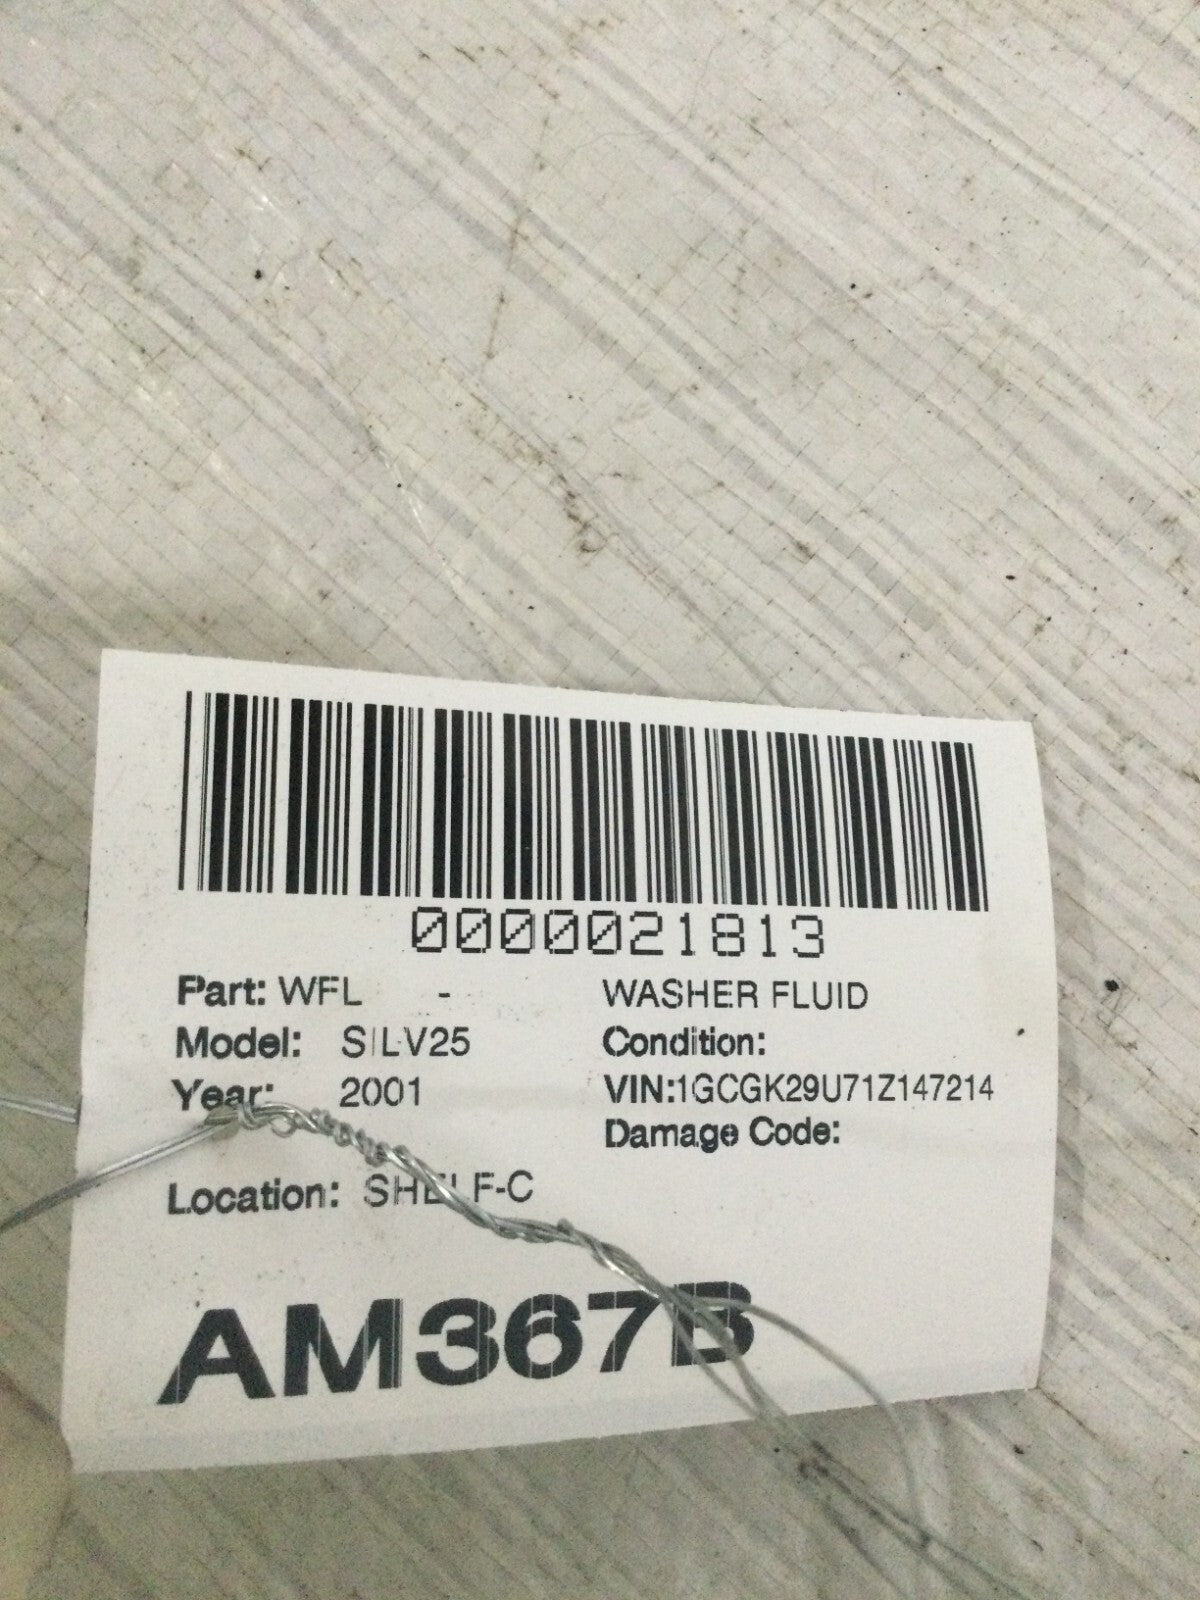 0000021813
Part: WFL - WASHER FLUID
Model: SILV25 Condition:
Year: 2001 VIN:1GCGK29U71Z147214
Damage Code:
Location: SHELF-C
AM367B